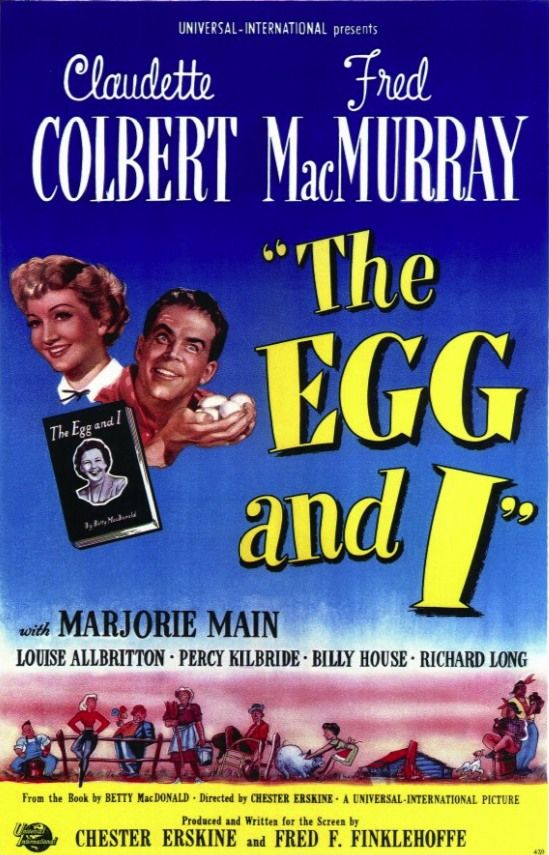 UNIVERSAL-INTERNATIONAL presents
Claudette Fred
COLBERT MacMURRAY
"The
EGG
and I"
The Egg and I
By Betty MacDonald
with MARJORIE MAIN
LOUISE ALLBRITTON · PERCY KILBRIDE · BILLY HOUSE · RICHARD LONG
From the Book by BETTY MacDONALD · Directed by CHESTER ERSKINE · A UNIVERSAL-INTERNATIONAL PICTURE
Produced and Written for the Screen by
CHESTER ERSKINE and FRED F. FINKLEHOFFE
Universal
International